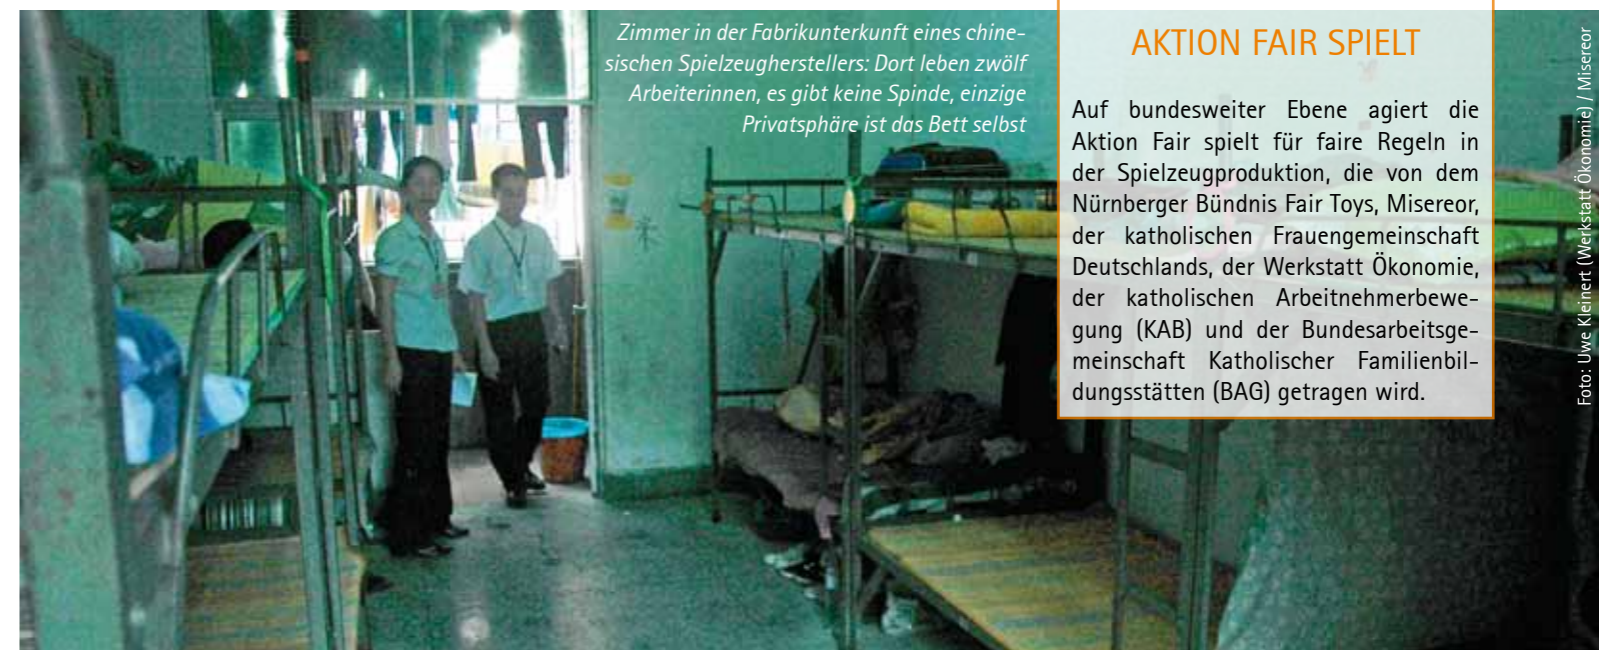 Zimmer in der Fabrikunterkunft eines chine-
sischen Spielzeugherstellers: Dort leben zwölf
Arbeiterinnen, es gibt keine Spinde, einzige
Privatsphäre ist das Bett selbst
AKTION FAIR SPIELT
Auf bundesweiter Ebene agiert die
Aktion Fair spielt für faire Regeln in
der Spielzeugproduktion, die von dem
Nürnberger Bündnis Fair Toys, Misereor,
der katholischen Frauengemeinschaft
Deutschlands, der Werkstatt Ökonomie,
der katholischen Arbeitnehmerbewe-
gung (KAB) und der Bundesarbeitsge-
meinschaft Katholischer Familienbil-
dungsstätten (BAG) getragen wird.
Foto: Uwe Kleinert (Werkstatt Ökonomie) / Misereor